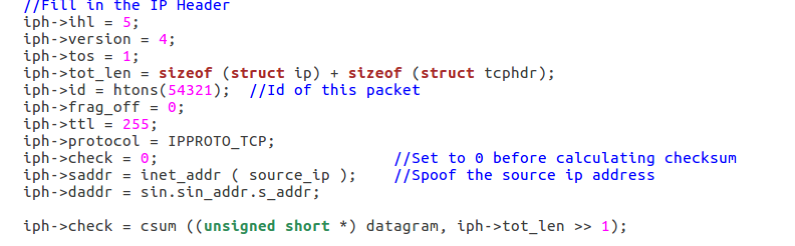 //Fill in the IP Header
iph->ihl = 5;
iph->version = 4;
iph->tos = 1;
iph->tot_len = sizeof (struct ip) + sizeof (struct tcphdr);
iph->id = htons(54321);  //Id of this packet
iph->frag_off = 0;
iph->ttl = 255;
iph->protocol = IPPROTO_TCP;
iph->check = 0;                           //Set to 0 before calculating checksum
iph->saddr = inet_addr ( source_ip );    //Spoof the source ip address
iph->daddr = sin.sin_addr.s_addr;
iph->check = csum ((unsigned short *) datagram, iph->tot_len >> 1);